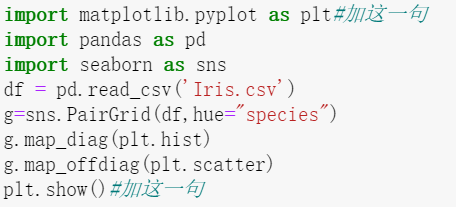 import matplotlib.pyplot as plt#加这一句
import pandas as pd
import seaborn as sns
df = pd.read_csv('Iris.csv')
g=sns.PairGrid(df,hue="species")
g.map_diag(plt.hist)
g.map_offdiag(plt.scatter)
plt.show()#加这一句